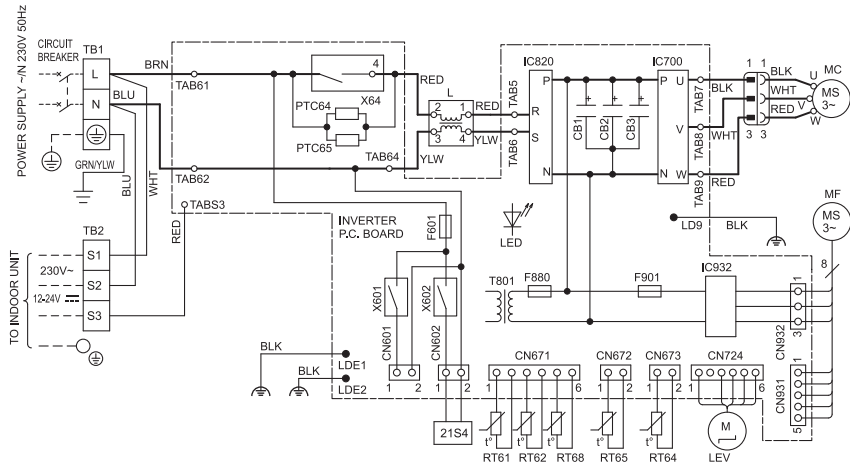 POWER SUPPLY ~/N 230V 50Hz
CIRCUIT
BREAKER
TB1
L
N
BRN
BLU
TAB61
GRN/YLW
BLU
WHT
TAB62
TABS3
RED
TB2
S1
S2
S3
230V~
12-24V
TO INDOOR UNIT
4
X64
PTC64
PTC65
TAB64
RED
L
2 1
3 4
RED
YLW
YLW
TAB5
TAB6
IC820
P
R
S
N
+ + +
CB1
CB2
CB3
IC700
P U
V
N W
TAB7
TAB8
TAB9
BLK
WHT
RED
1 1
3 3
BLK
WHT
RED
U
V
W
MC
MS
3~
MF
MS
3~
8
LED
LD9
BLK
INVERTER
P.C. BOARD
F601
X601
X602
CN601
CN602
1 2
1 2
BLK
LDE1
BLK
LDE2
21S4
T801
F880
F901
IC932
1
3
CN932
1
5
CN931
CN671
1 6
CN672
1 2
CN673
1 2
CN724
1 6
t° t° t° t° t°
RT61 RT62 RT68 RT65 RT64
M
LEV